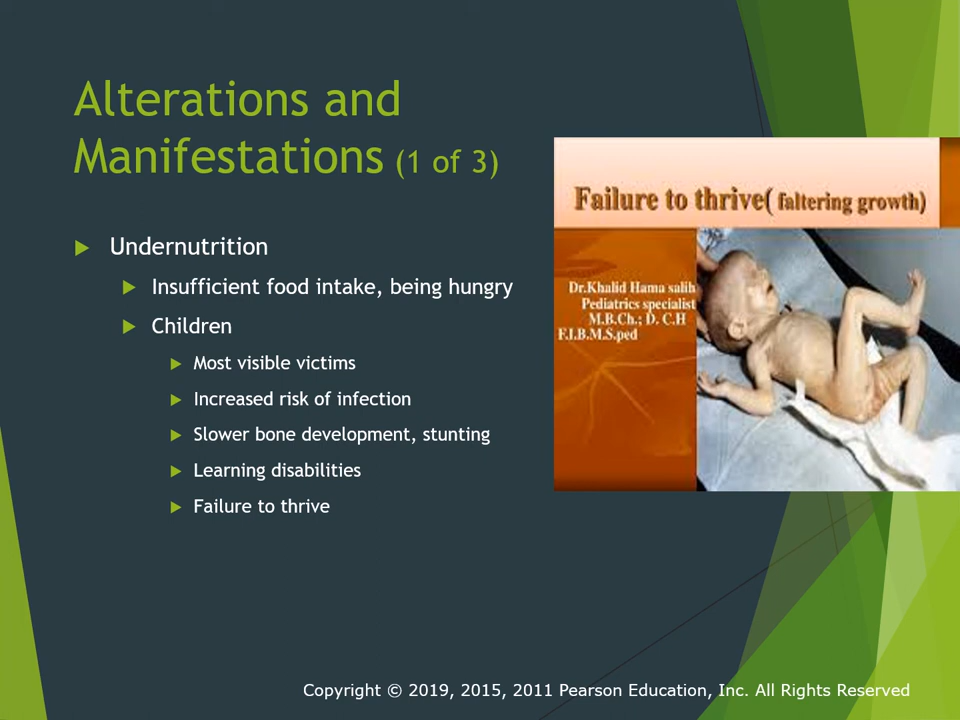 Alterations and
Manifestations (1 of 3)
Undernutrition
Insufficient food intake, being hungry
Children
Most visible victims
Increased risk of infection
Slower bone development, stunting
Learning disabilities
Failure to thrive
Failure to thrive( faltering growth)
Dr.Khalid Hama salih
Pediatrics specialist
M.B.Ch.; D. C.H
F.I.B.M.S.ped
Copyright © 2019, 2015, 2011 Pearson Education, Inc. All Rights Reserved